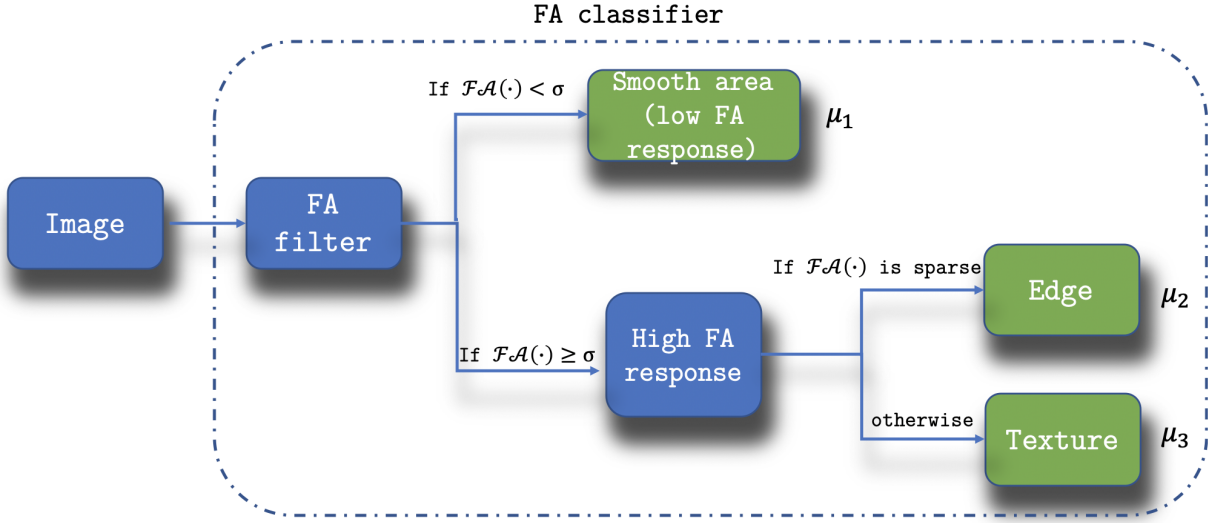 FA classifier
If ℱ𝒜(·) < σ
Smooth area
(low FA
response)
μ₁
Image
FA
filter
If ℱ𝒜(·) is sparse
Edge
μ₂
If ℱ𝒜(·) ≥ σ
High FA
response
otherwise
Texture
μ₃